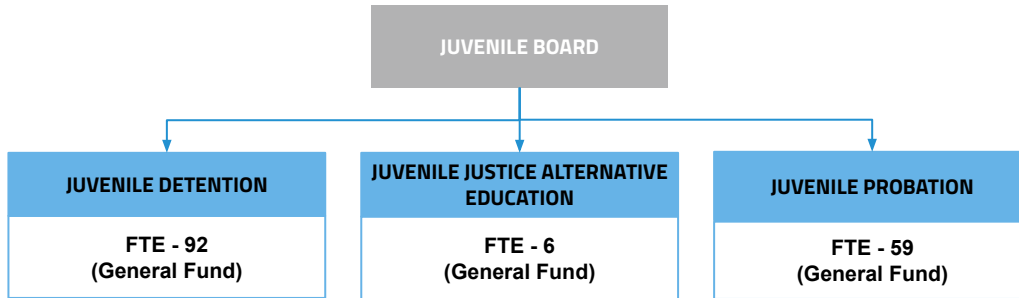 JUVENILE BOARD
JUVENILE DETENTION
FTE - 92
(General Fund)
JUVENILE JUSTICE ALTERNATIVE
EDUCATION
FTE - 6
(General Fund)
JUVENILE PROBATION
FTE - 59
(General Fund)